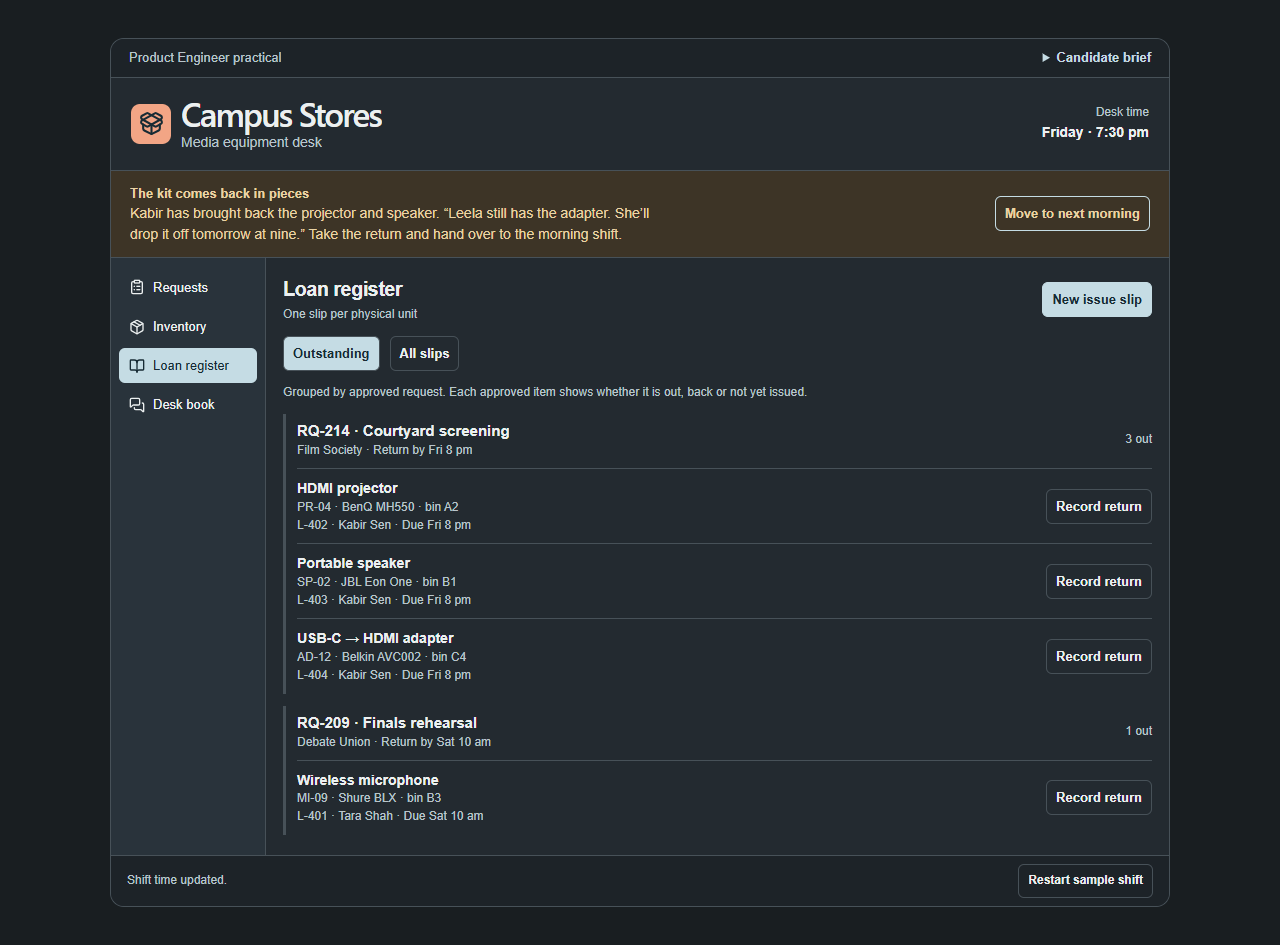 Product Engineer practical
Candidate brief
Campus Stores
Media equipment desk
Desk time
Friday · 7:30 pm
The kit comes back in pieces
Kabir has brought back the projector and speaker. “Leela still has the adapter. She’ll
drop it off tomorrow at nine.” Take the return and hand over to the morning shift.
Move to next morning
Requests
Inventory
Loan register
Desk book
Loan register
One slip per physical unit
New issue slip
Outstanding
All slips
Grouped by approved request. Each approved item shows whether it is out, back or not yet issued.
RQ-214 · Courtyard screening
Film Society · Return by Fri 8 pm
3 out
HDMI projector
PR-04 · BenQ MH550 · bin A2
L-402 · Kabir Sen · Due Fri 8 pm
Record return
Portable speaker
SP-02 · JBL Eon One · bin B1
L-403 · Kabir Sen · Due Fri 8 pm
Record return
USB-C → HDMI adapter
AD-12 · Belkin AVC002 · bin C4
L-404 · Kabir Sen · Due Fri 8 pm
Record return
RQ-209 · Finals rehearsal
Debate Union · Return by Sat 10 am
1 out
Wireless microphone
MI-09 · Shure BLX · bin B3
L-401 · Tara Shah · Due Sat 10 am
Record return
Shift time updated.
Restart sample shift